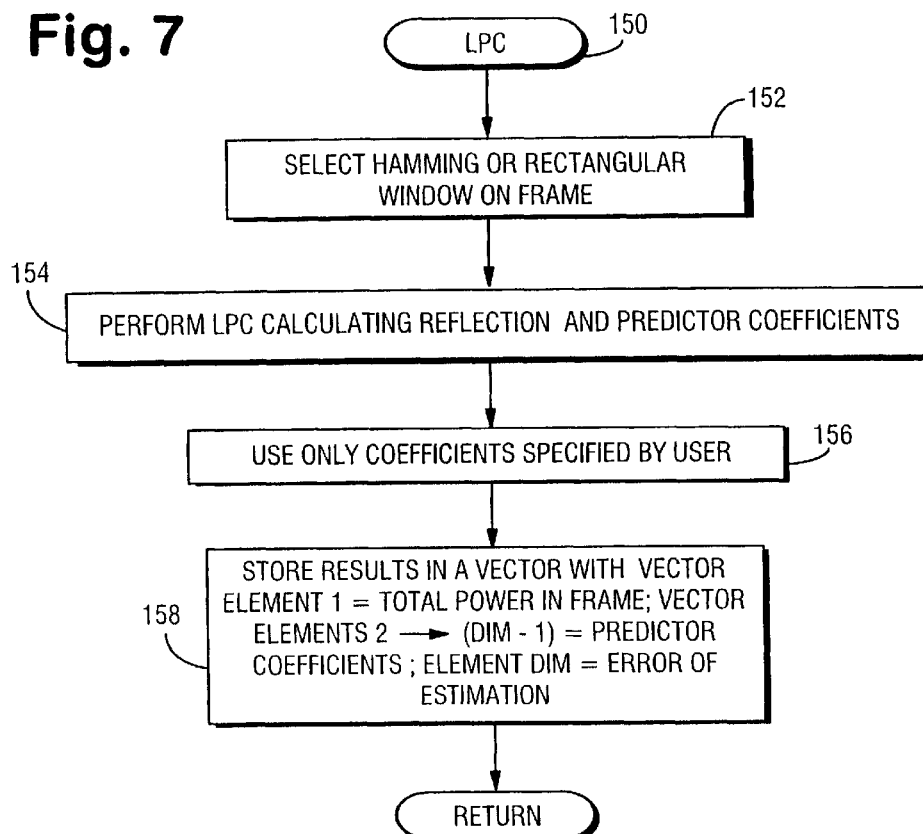 Fig. 7
LPC
150
152
SELECT HAMMING OR RECTANGULAR
WINDOW ON FRAME
154
PERFORM LPC CALCULATING REFLECTION AND PREDICTOR COEFFICIENTS
USE ONLY COEFFICIENTS SPECIFIED BY USER
156
158
STORE RESULTS IN A VECTOR WITH VECTOR
ELEMENT 1 = TOTAL POWER IN FRAME; VECTOR
ELEMENTS 2 → (DIM - 1) = PREDICTOR
COEFFICIENTS ; ELEMENT DIM = ERROR OF
ESTIMATION
RETURN